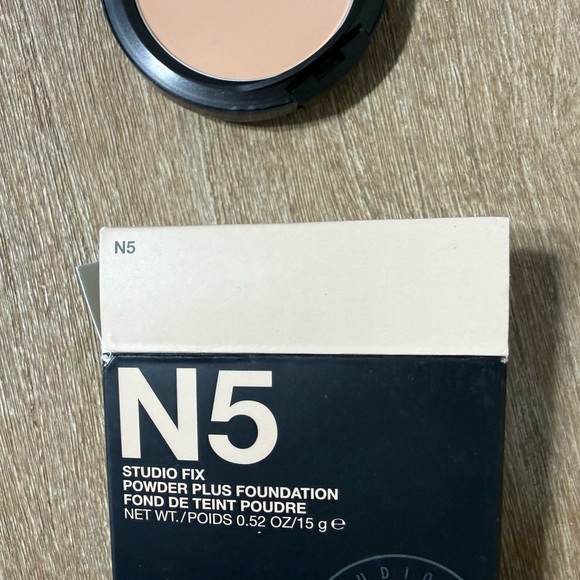 N5
N5
STUDIO FIX
POWDER PLUS FOUNDATION
FOND DE TEINT POUDRE
NET WT./POIDS 0.52 OZ/15 g ℮